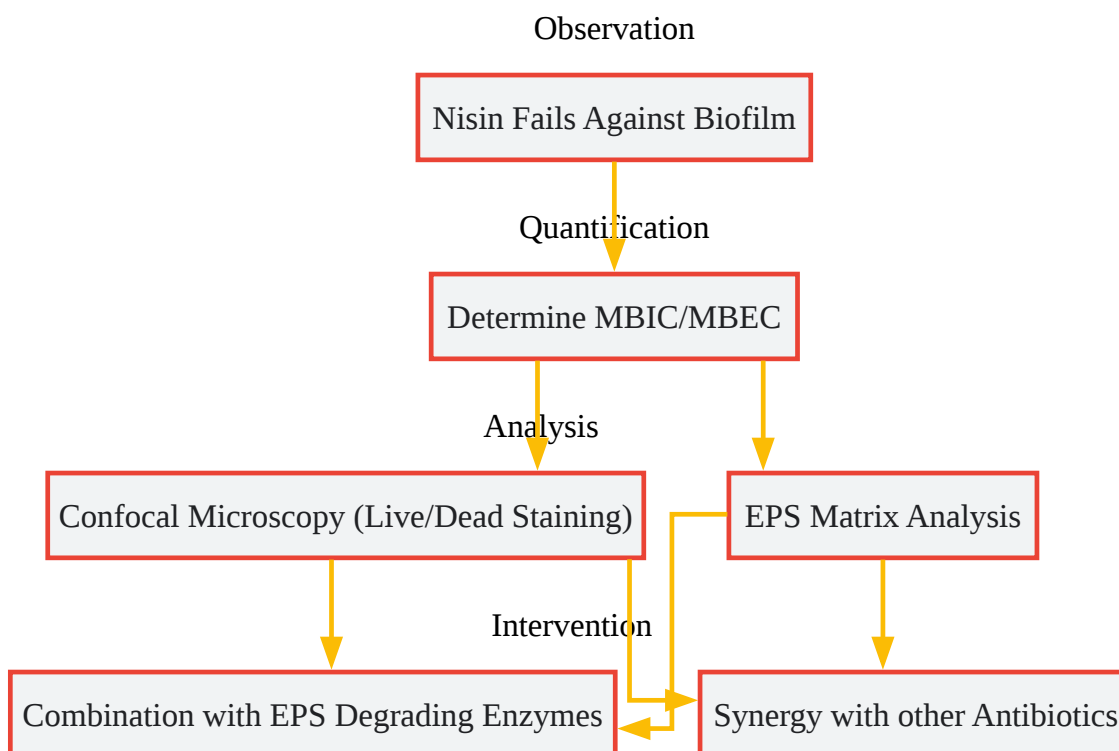 Observation
Nisin Fails Against Biofilm
Quantification
Determine MBIC/MBEC
Analysis
Confocal Microscopy (Live/Dead Staining)
EPS Matrix Analysis
Intervention
Combination with EPS Degrading Enzymes
Synergy with other Antibiotics